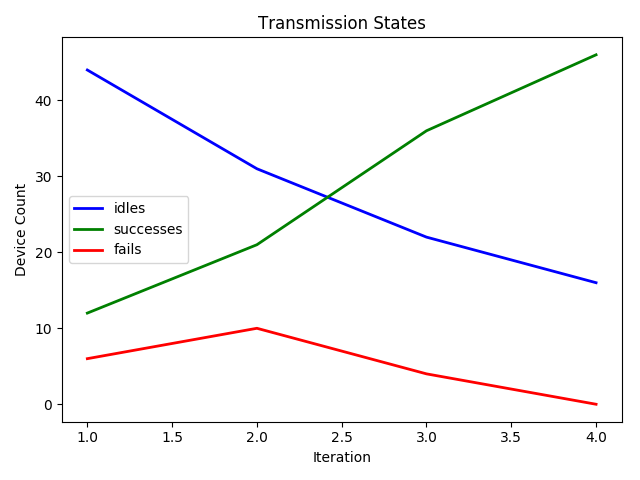 Transmission States
Device Count
40
30
20
10
0
idles
successes
fails
1.0 1.5 2.0 2.5 3.0 3.5 4.0
Iteration